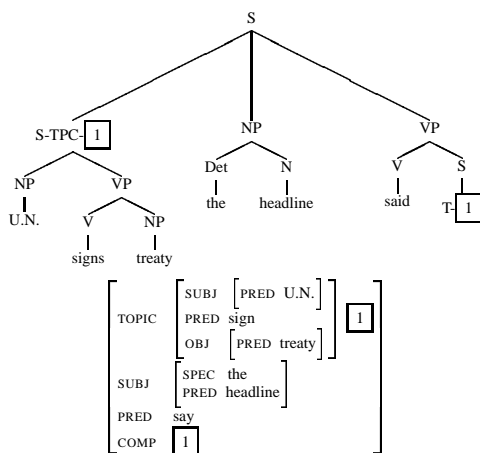 S
S-TPC- 1 NP VP
NP VP Det N V S
U.N. V NP the headline said T- 1
signs treaty
SUBJ PRED U.N.
TOPIC PRED sign 1
OBJ PRED treaty
SUBJ SPEC the
PRED headline
PRED say
COMP 1